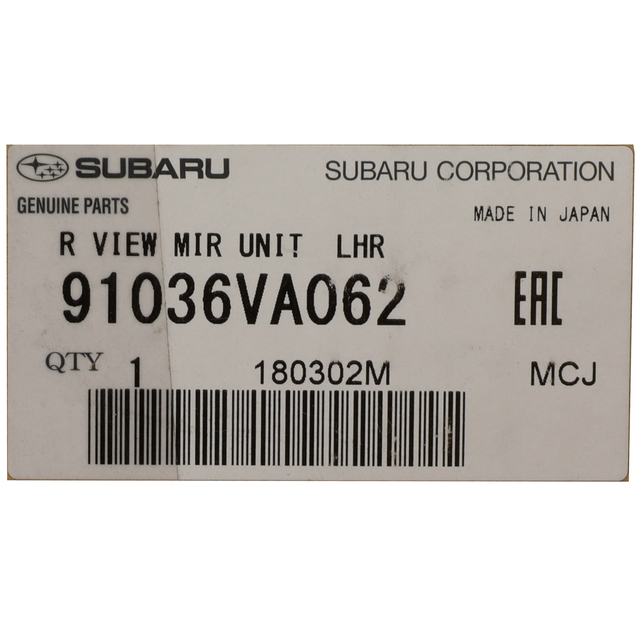 SUBARU SUBARU CORPORATION
GENUINE PARTS MADE IN JAPAN
R VIEW MIR UNIT LHR
91036VA062 EAC
QTY 1 180302M MCJ